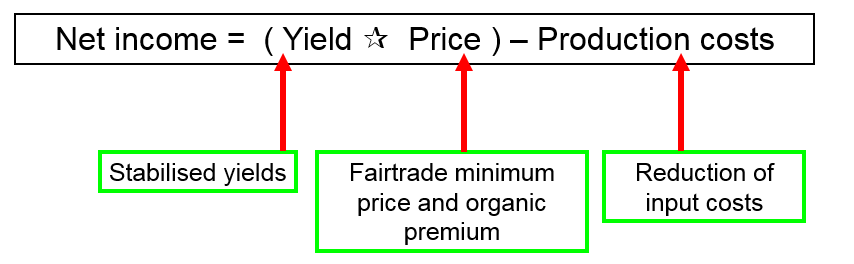 Net income = ( Yield ☆ Price ) – Production costs
Stabilised yields
Fairtrade minimum
price and organic
premium
Reduction of
input costs